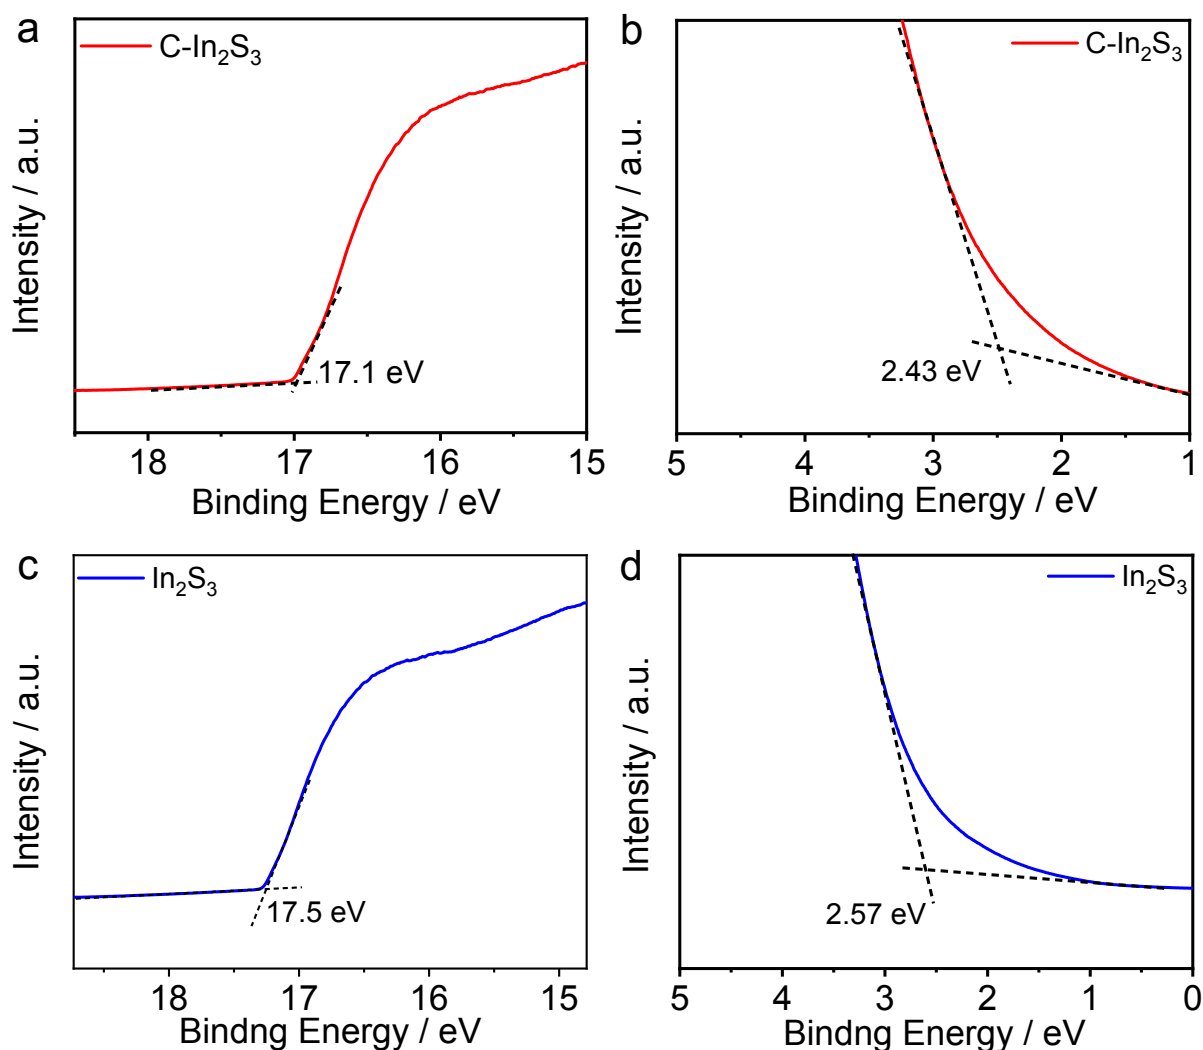 a
C-In₂S₃
Intensity / a.u.
17.1 eV
18 17 16 15
Binding Energy / eV
b
C-In₂S₃
Intensity / a.u.
2.43 eV
5 4 3 2 1
Binding Energy / eV
c
In₂S₃
Intensity / a.u.
17.5 eV
18 17 16 15
Bindng Energy / eV
d
In₂S₃
Intensity / a.u.
2.57 eV
5 4 3 2 1 0
Bindng Energy / eV